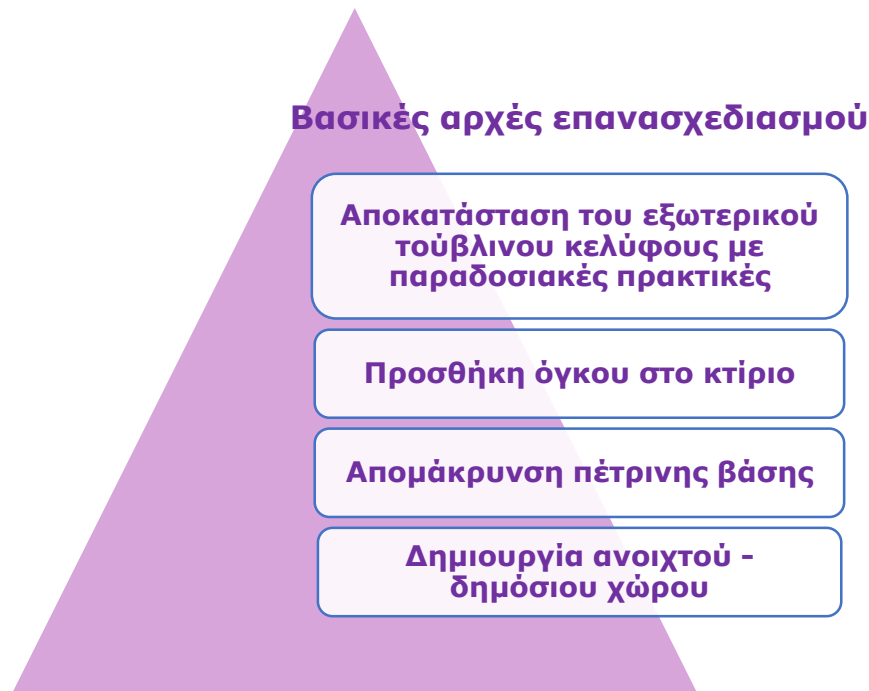 Βασικές αρχές επανασχεδιασμού
Αποκατάσταση του εξωτερικού
τούβλινου κελύφους με
παραδοσιακές πρακτικές
Προσθήκη όγκου στο κτίριο
Απομάκρυνση πέτρινης βάσης
Δημιουργία ανοιχτού -
δημόσιου χώρου